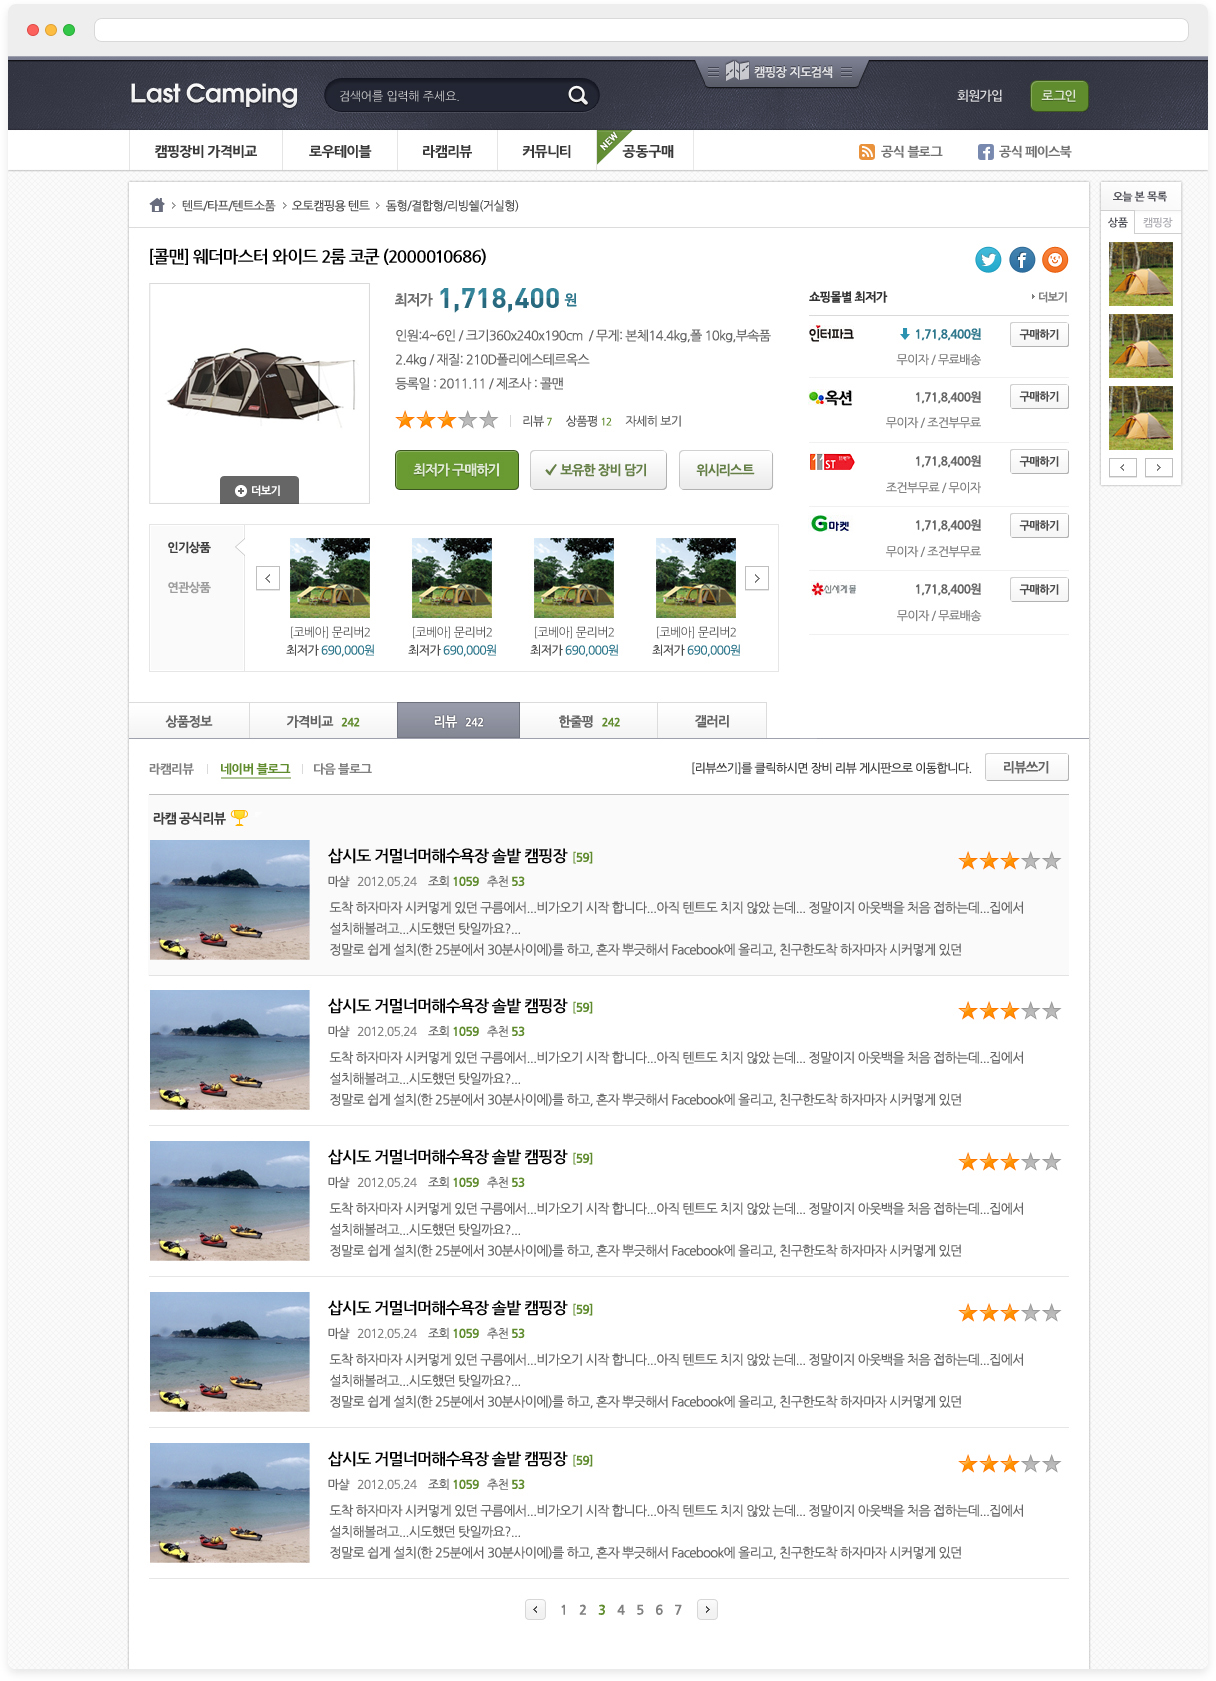 Last Camping
검색어를 입력해 주세요.
캠핑장 지도검색
회원가입
로그인
캠핑장비 가격비교
로우테이블
라캠리뷰
커뮤니티
NEW
공동구매
공식 블로그
공식 페이스북
텐트/타프/텐트소품 > 오토캠핑용 텐트 > 돔형/결합형/리빙쉘(거실형)
오늘 본 목록
상품
캠핑장
[콜맨] 웨더마스터 와이드 2룸 코쿤 (2000010686)
최저가 1,718,400 원
인원:4~6인 / 크기360x240x190cm / 무게: 본체14.4kg,폴 10kg,부속품
2.4kg / 재질: 210D폴리에스테르옥스
등록일 : 2011.11 / 제조사 : 콜맨
리뷰 7 상품평 12 자세히 보기
최저가 구매하기
보유한 장비 담기
위시리스트
더보기
쇼핑몰별 최저가
더보기
인터파크 1,71,8,400원 구매하기
무이자 / 무료배송
옥션 1,71,8,400원 구매하기
무이자 / 조건부무료
11ST 1,71,8,400원 구매하기
조건부무료 / 무이자
G마켓 1,71,8,400원 구매하기
무이자 / 조건부무료
신세계몰 1,71,8,400원 구매하기
무이자 / 무료배송
인기상품
연관상품
[코베아] 문리버2
최저가 690,000원
[코베아] 문리버2
최저가 690,000원
[코베아] 문리버2
최저가 690,000원
[코베아] 문리버2
최저가 690,000원
상품정보
가격비교 242
리뷰 242
한줄평 242
갤러리
라캠리뷰
네이버 블로그
다음 블로그
[리뷰쓰기]를 클릭하시면 장비 리뷰 게시판으로 이동합니다.
리뷰쓰기
라캠 공식리뷰
삽시도 거멀너머해수욕장 솔밭 캠핑장 [59]
마샬 2012.05.24 조회 1059 추천 53
도착 하자마자 시커멓게 있던 구름에서...비가오기 시작 합니다...아직 텐트도 치지 않았 는데... 정말이지 아웃백을 처음 접하는데...집에서
설치해볼려고...시도했던 탓일까요?...
정말로 쉽게 설치(한 25분에서 30분사이에)를 하고, 혼자 뿌긋해서 Facebook에 올리고, 친구한도착 하자마자 시커멓게 있던
삽시도 거멀너머해수욕장 솔밭 캠핑장 [59]
마샬 2012.05.24 조회 1059 추천 53
도착 하자마자 시커멓게 있던 구름에서...비가오기 시작 합니다...아직 텐트도 치지 않았 는데... 정말이지 아웃백을 처음 접하는데...집에서
설치해볼려고...시도했던 탓일까요?...
정말로 쉽게 설치(한 25분에서 30분사이에)를 하고, 혼자 뿌긋해서 Facebook에 올리고, 친구한도착 하자마자 시커멓게 있던
삽시도 거멀너머해수욕장 솔밭 캠핑장 [59]
마샬 2012.05.24 조회 1059 추천 53
도착 하자마자 시커멓게 있던 구름에서...비가오기 시작 합니다...아직 텐트도 치지 않았 는데... 정말이지 아웃백을 처음 접하는데...집에서
설치해볼려고...시도했던 탓일까요?...
정말로 쉽게 설치(한 25분에서 30분사이에)를 하고, 혼자 뿌긋해서 Facebook에 올리고, 친구한도착 하자마자 시커멓게 있던
삽시도 거멀너머해수욕장 솔밭 캠핑장 [59]
마샬 2012.05.24 조회 1059 추천 53
도착 하자마자 시커멓게 있던 구름에서...비가오기 시작 합니다...아직 텐트도 치지 않았 는데... 정말이지 아웃백을 처음 접하는데...집에서
설치해볼려고...시도했던 탓일까요?...
정말로 쉽게 설치(한 25분에서 30분사이에)를 하고, 혼자 뿌긋해서 Facebook에 올리고, 친구한도착 하자마자 시커멓게 있던
삽시도 거멀너머해수욕장 솔밭 캠핑장 [59]
마샬 2012.05.24 조회 1059 추천 53
도착 하자마자 시커멓게 있던 구름에서...비가오기 시작 합니다...아직 텐트도 치지 않았 는데... 정말이지 아웃백을 처음 접하는데...집에서
설치해볼려고...시도했던 탓일까요?...
정말로 쉽게 설치(한 25분에서 30분사이에)를 하고, 혼자 뿌긋해서 Facebook에 올리고, 친구한도착 하자마자 시커멓게 있던
1 2 3 4 5 6 7